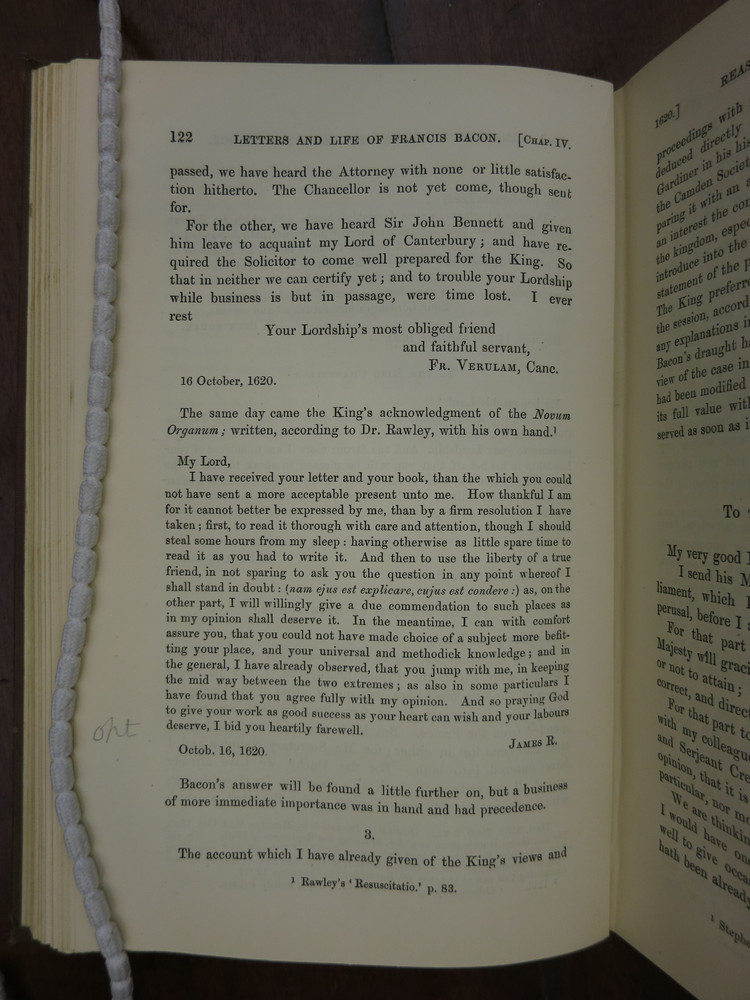 122 LETTERS AND LIFE OF FRANCIS BACON. [CHAP. IV.
passed, we have heard the Attorney with none or little satisfac-
tion hitherto. The Chancellor is not yet come, though sent
for.
For the other, we have heard Sir John Bennett and given
him leave to acquaint my Lord of Canterbury; and have re-
quired the Solicitor to come well prepared for the King. So
that in neither we can certify yet; and to trouble your Lordship
while business is but in passage, were time lost. I ever
rest
Your Lordship's most obliged friend
and faithful servant,
FR. VERULAM, Canc.
16 October, 1620.
The same day came the King's acknowledgment of the Novum
Organum; written, according to Dr. Rawley, with his own hand.¹
My Lord,
I have received your letter and your book, than the which you could
not have sent a more acceptable present unto me. How thankful I am
for it cannot better be expressed by me, than by a firm resolution I have
taken; first, to read it thorough with care and attention, though I should
steal some hours from my sleep: having otherwise as little spare time to
read it as you had to write it. And then to use the liberty of a true
friend, in not sparing to ask you the question in any point whereof I
shall stand in doubt: (nam ejus est explicare, cujus est condere:) as, on the
other part, I will willingly give a due commendation to such places as
in my opinion shall deserve it. In the meantime, I can with comfort
assure you, that you could not have made choice of a subject more befit-
ting your place, and your universal and methodick knowledge; and in
the general, I have already observed, that you jump with me, in keeping
the mid way between the two extremes; as also in some particulars I
have found that you agree fully with my opinion. And so praying God
to give your work as good success as your heart can wish and your labours
deserve, I bid you heartily farewell.
JAMES R.
Octob. 16, 1620.
opt
Bacon's answer will be found a little further on, but a business
of more immediate importance was in hand and had precedence.
3.
The account which I have already given of the King's views and
¹ Rawley's 'Resuscitatio.' p. 83.
1620.]
proceedings with
deduced directly
Gardiner in his
the Camden
paring it with an
an interest the
the kingdom,
introduce into the
statement of the
The King
the session,
any explanations
Bacon's draught
view of the case in
had been modified
its full value
served as soon as
To
My very good
I send his
liament, which
perusal, before I
For that part
Majesty will
or not to attain;
correct, and
For that part to
with my
and Serjeant
opinion, that it is
particular, nor
We are
I would have
well to give
hath been already